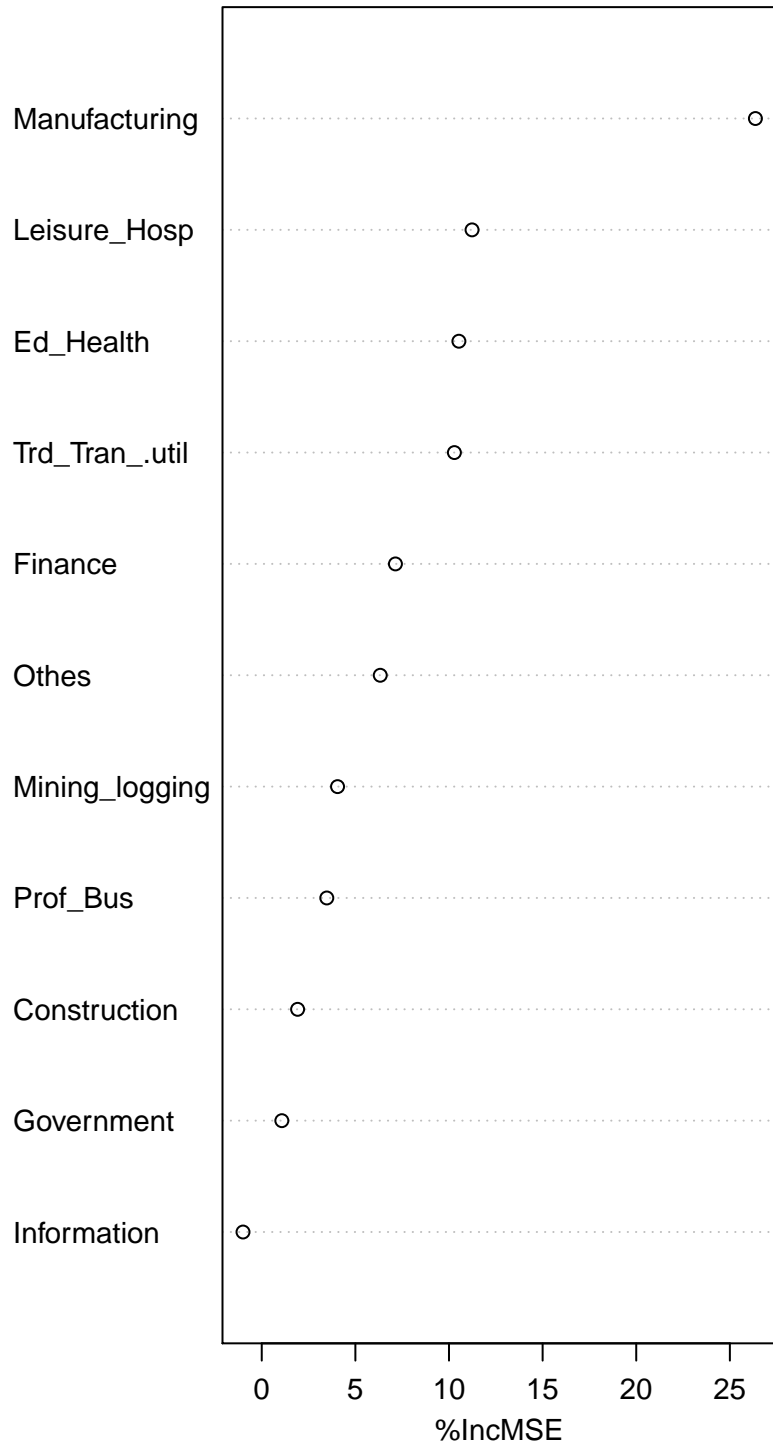 Manufacturing
Leisure_Hosp
Ed_Health
Trd_Tran_.util
Finance
Othes
Mining_logging
Prof_Bus
Construction
Government
Information
0 5 10 15 20 25
%IncMSE